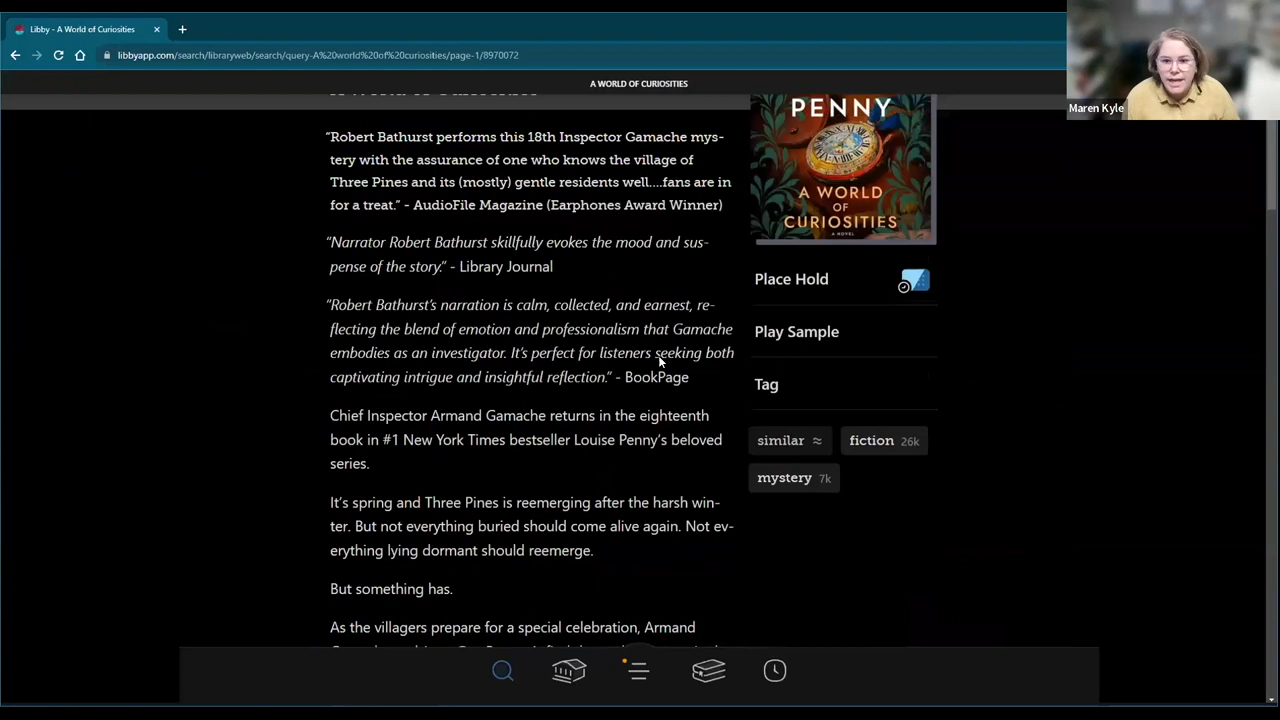 Libby - A World of Curiosities
libbyapp.com/search/libraryweb/search/query-A%20world%20of%20curiosities/page-1/8970072
Maren Kyle
A WORLD OF CURIOSITIES
"Robert Bathurst performs this 18th Inspector Gamache mys-
tery with the assurance of one who knows the village of
Three Pines and its (mostly) gentle residents well....fans are in
for a treat." - AudioFile Magazine (Earphones Award Winner)
"Narrator Robert Bathurst skillfully evokes the mood and sus-
pense of the story." - Library Journal
"Robert Bathurst's narration is calm, collected, and earnest, re-
flecting the blend of emotion and professionalism that Gamache
embodies as an investigator. It's perfect for listeners seeking both
captivating intrigue and insightful reflection." - BookPage
Chief Inspector Armand Gamache returns in the eighteenth
book in #1 New York Times bestseller Louise Penny's beloved
series.
It's spring and Three Pines is reemerging after the harsh win-
ter. But not everything buried should come alive again. Not ev-
erything lying dormant should reemerge.
But something has.
As the villagers prepare for a special celebration, Armand
PENNY
A WORLD
OF
CURIOSITIES
A NOVEL
Place Hold
Play Sample
Tag
similar ≈
fiction 26k
mystery 7k